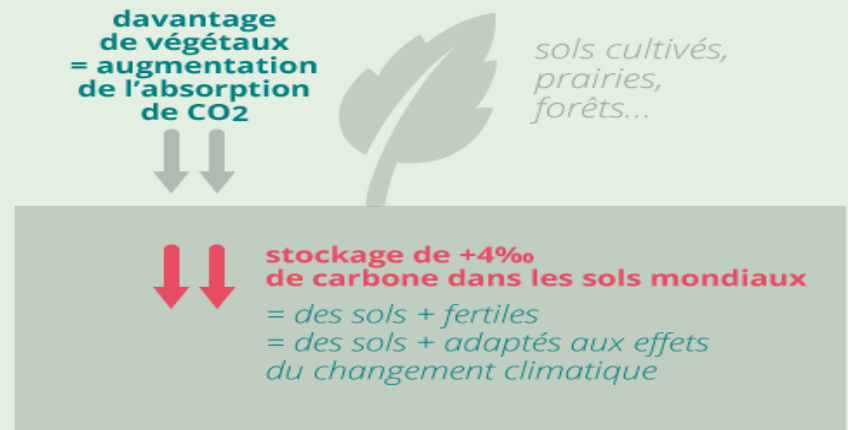 davantage
de végétaux
= augmentation
de l'absorption
de CO2
sols cultivés,
prairies,
forêts...
stockage de +4‰
de carbone dans les sols mondiaux
= des sols + fertiles
= des sols + adaptés aux effets
du changement climatique